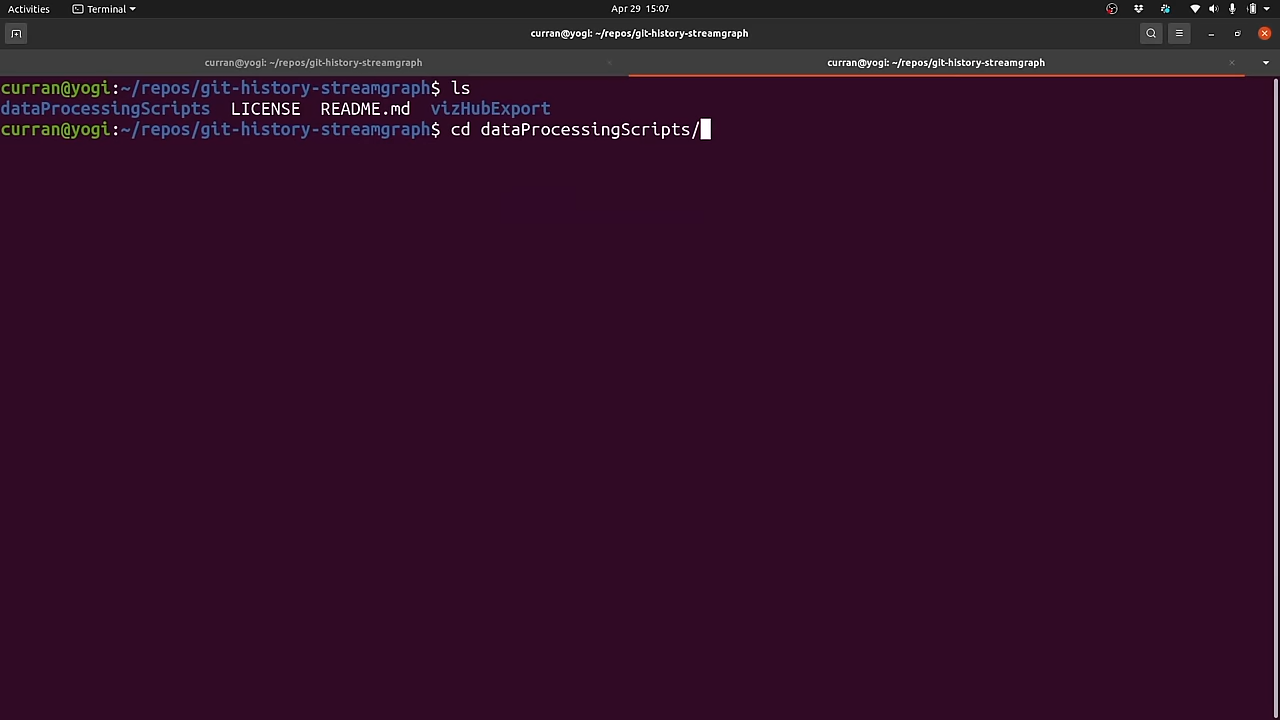 Activities Terminal Apr 29 15:07
curran@yogi: ~/repos/git-history-streamgraph
curran@yogi: ~/repos/git-history-streamgraph × curran@yogi: ~/repos/git-history-streamgraph ×
curran@yogi:~/repos/git-history-streamgraph$ ls
dataProcessingScripts LICENSE README.md vizHubExport
curran@yogi:~/repos/git-history-streamgraph$ cd dataProcessingScripts/